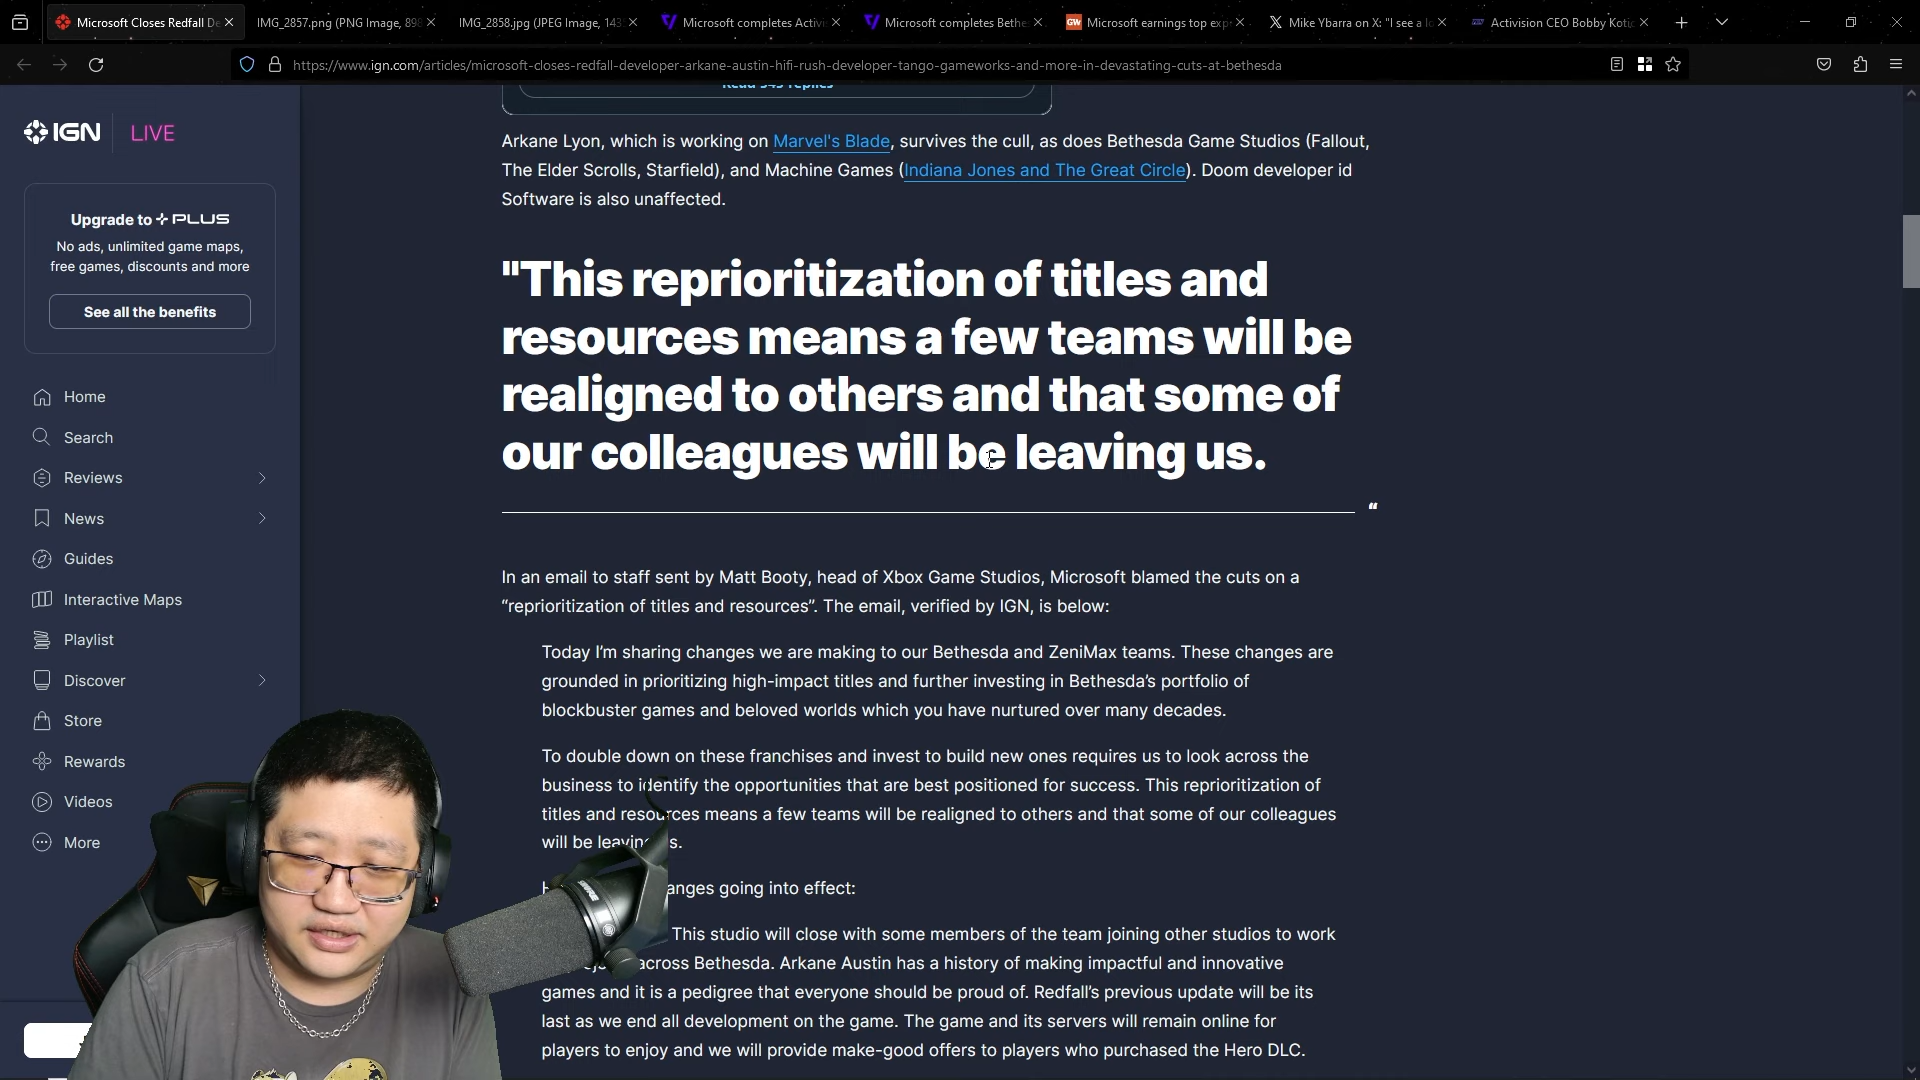 Microsoft Closes Redfall De
IMG_2857.png (PNG Image, 898
IMG_2858.jpg (JPEG Image, 143
Microsoft completes Activi
Microsoft completes Bethe
GW
Microsoft earnings top exp
Mike Ybarra on X: "I see a lo
Activision CEO Bobby Kotic
https://www.ign.com/articles/microsoft-closes-redfall-developer-arkane-austin-hifi-rush-developer-tango-gameworks-and-more-in-devastating-cuts-at-bethesda
IGN LIVE
Upgrade to PLUS
No ads, unlimited game maps,
free games, discounts and more
See all the benefits
Home
Search
Reviews
News
Guides
Interactive Maps
Playlist
Discover
Store
Rewards
Videos
More
Read 343 replies
Arkane Lyon, which is working on Marvel's Blade, survives the cull, as does Bethesda Game Studios (Fallout,
The Elder Scrolls, Starfield), and Machine Games (Indiana Jones and The Great Circle). Doom developer id
Software is also unaffected.
"This reprioritization of titles and
resources means a few teams will be
realigned to others and that some of
our colleagues will be leaving us.
“
In an email to staff sent by Matt Booty, head of Xbox Game Studios, Microsoft blamed the cuts on a
“reprioritization of titles and resources”. The email, verified by IGN, is below:
Today I’m sharing changes we are making to our Bethesda and ZeniMax teams. These changes are
grounded in prioritizing high-impact titles and further investing in Bethesda’s portfolio of
blockbuster games and beloved worlds which you have nurtured over many decades.
To double down on these franchises and invest to build new ones requires us to look across the
business to identify the opportunities that are best positioned for success. This reprioritization of
titles and resources means a few teams will be realigned to others and that some of our colleagues
will be leaving us.
anges going into effect:
This studio will close with some members of the team joining other studios to work
across Bethesda. Arkane Austin has a history of making impactful and innovative
games and it is a pedigree that everyone should be proud of. Redfall’s previous update will be its
last as we end all development on the game. The game and its servers will remain online for
players to enjoy and we will provide make-good offers to players who purchased the Hero DLC.
SHURE